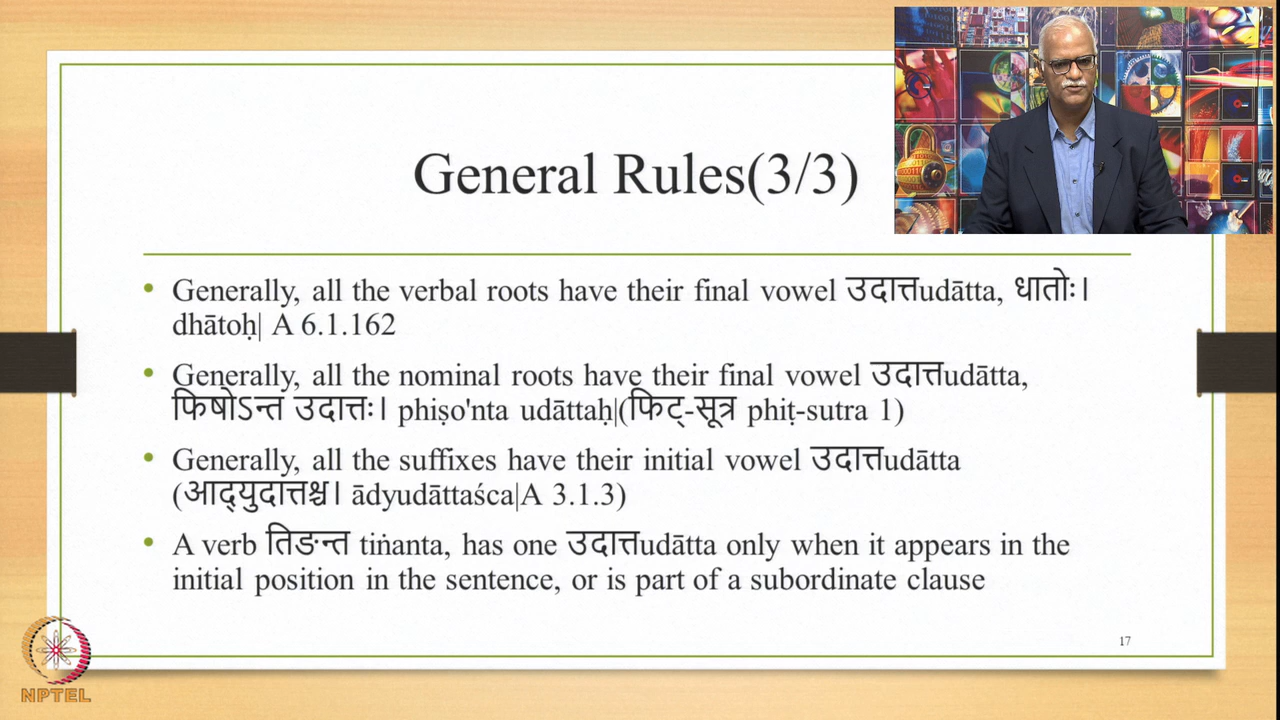 General Rules(3/3)
• Generally, all the verbal roots have their final vowel उदात्तudātta, धातोः।
dhātoḥ| A 6.1.162
• Generally, all the nominal roots have their final vowel उदात्तudātta,
फिषोऽन्त उदात्तः। phiṣo'nta udāttaḥ|(फिट्-सूत्र phiṭ-sutra 1)
• Generally, all the suffixes have their initial vowel उदात्तudātta
(आद्युदात्तश्च। ādyudāttaśca|A 3.1.3)
• A verb तिङन्त tiṅanta, has one उदात्तudātta only when it appears in the
initial position in the sentence, or is part of a subordinate clause
17
NPTEL